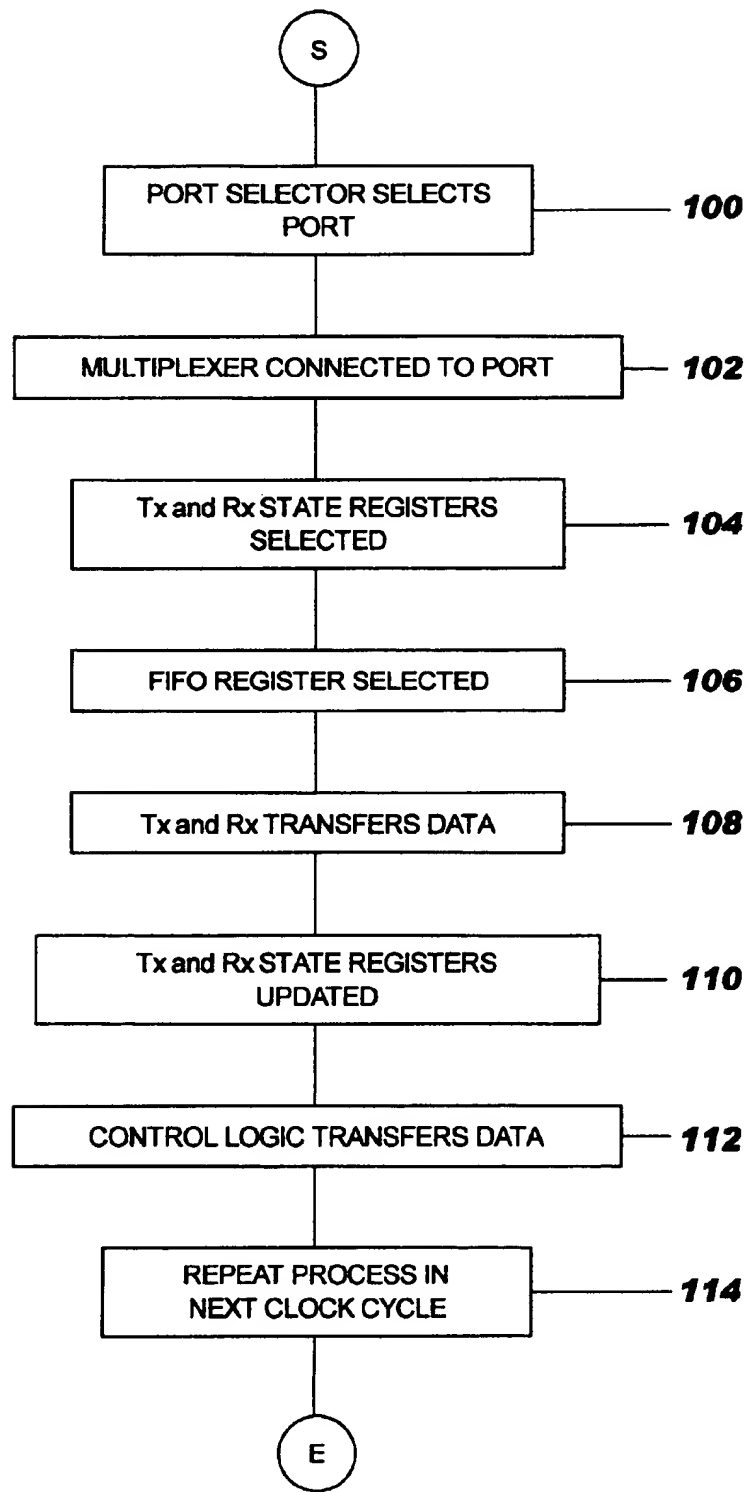 S
PORT SELECTOR SELECTS
PORT
100
MULTIPLEXER CONNECTED TO PORT
102
Tx and Rx STATE REGISTERS
SELECTED
104
FIFO REGISTER SELECTED
106
Tx and Rx TRANSFERS DATA
108
Tx and Rx STATE REGISTERS
UPDATED
110
CONTROL LOGIC TRANSFERS DATA
112
REPEAT PROCESS IN
NEXT CLOCK CYCLE
114
E